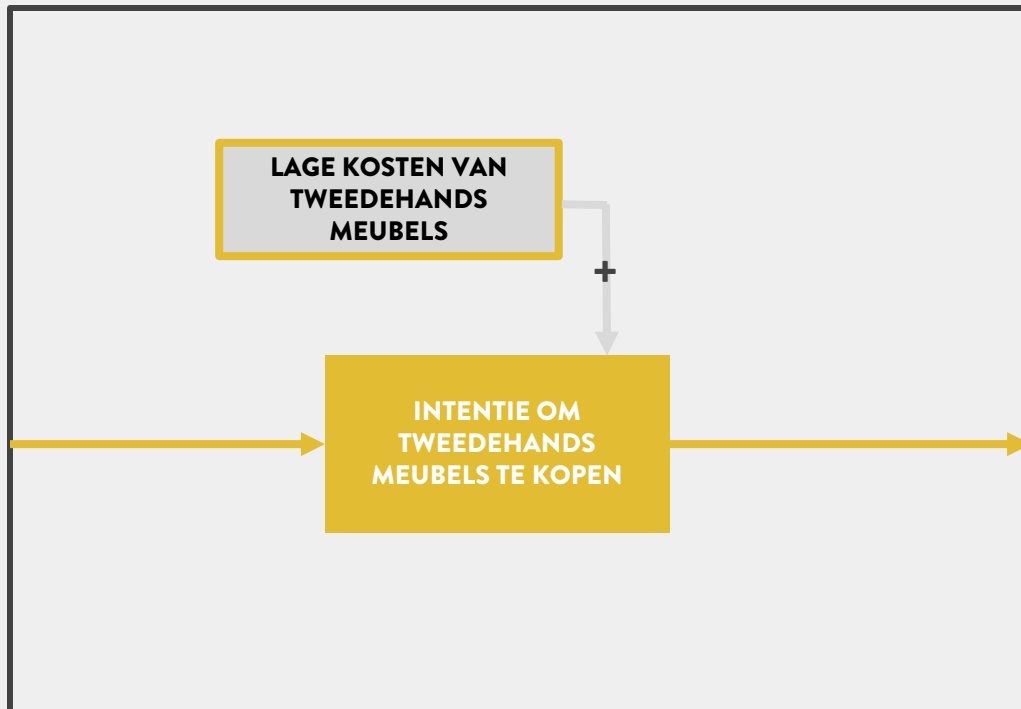 LAGE KOSTEN VAN
TWEEDEHANDS
MEUBELS
+
INTENTIE OM
TWEEDEHANDS
MEUBELS TE KOPEN